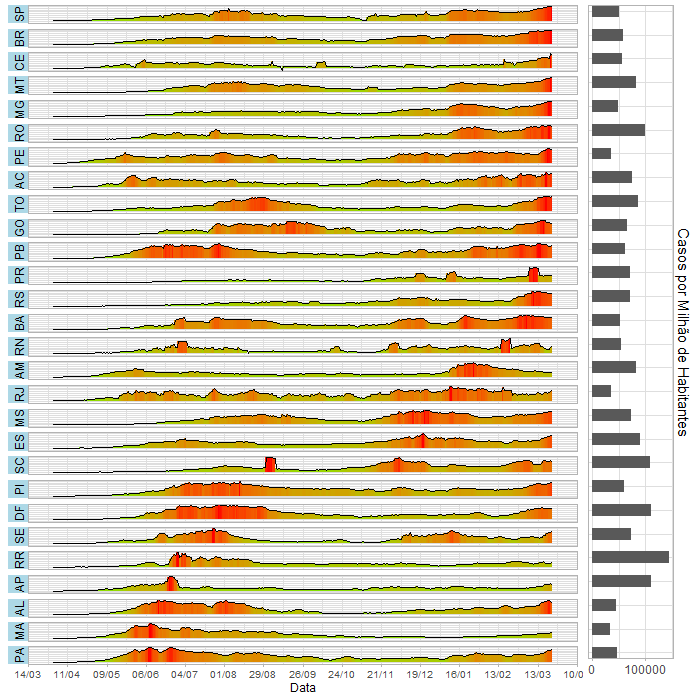 SP
BR
CE
MT
MG
RO
PE
AC
TO
GO
PB
PR
RS
BA
RN
AM
RJ
MS
ES
SC
PI
DF
SE
RR
AP
AL
MA
PA
14/03 11/04 09/05 06/06 04/07 01/08 29/08 26/09 24/10 21/11 19/12 16/01 13/02 13/03 10/0
Data
0 100000
Casos por Milhão de Habitantes